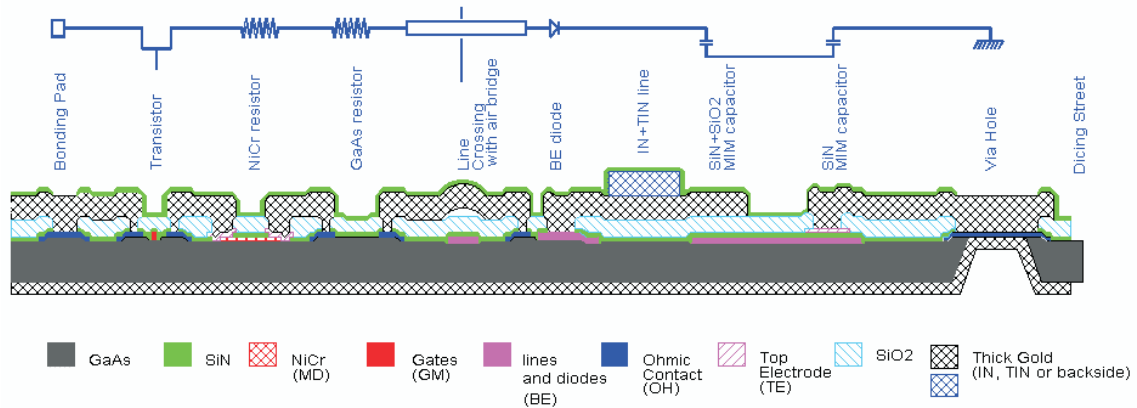 Bonding Pad
Transistor
NiCr resistor
GaAs resistor
Line
Crossing
with air bridge
BE diode
IN+TIN line
SiN+SiO2
MIM capacitor
SiN
MIM capacitor
Via Hole
Dicing Street
GaAs
SiN
NiCr
(MD)
Gates
(GM)
lines
and diodes
(BE)
Ohmic
Contact
(OH)
Top
Electrode
(TE)
SiO2
Thick Gold
(IN, TIN or backside)